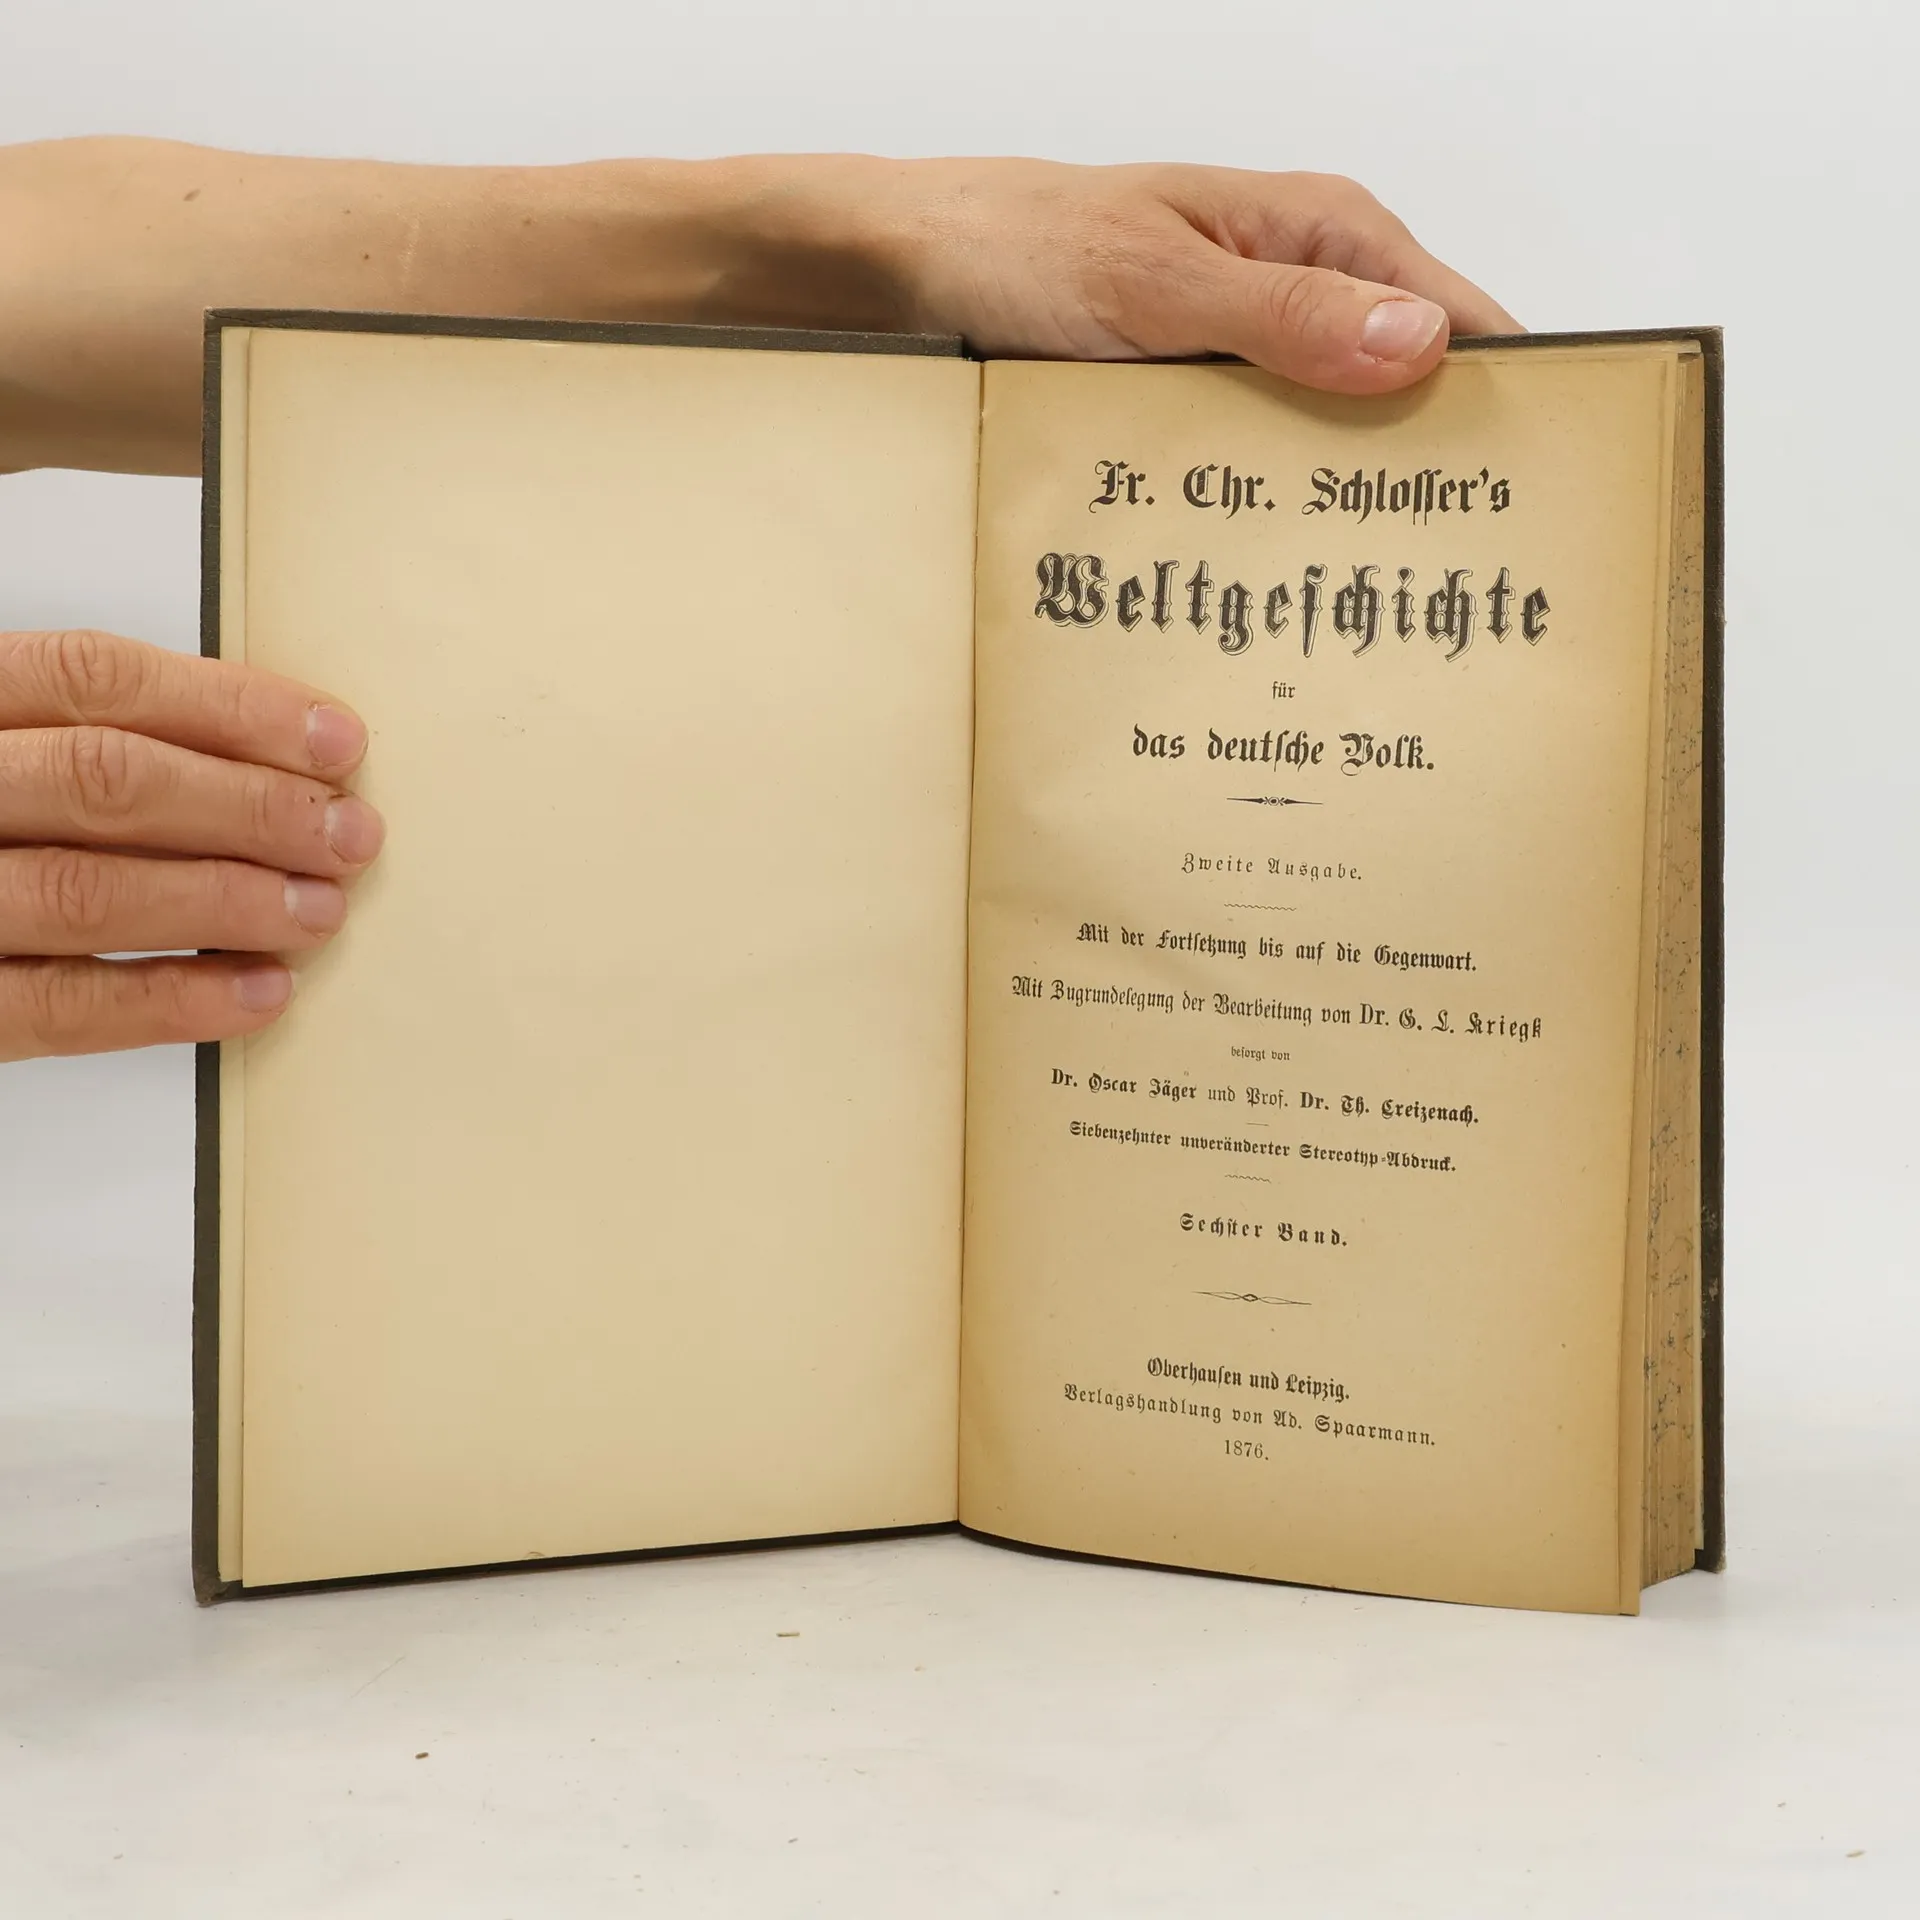 Fr. Chr. Schloſſer's
Weltgeſchichte
für
das deutſche Volk.
Zweite Ausgabe.
Mit der Fortſetzung bis auf die Gegenwart.
Mit Zugrundelegung der Bearbeitung von Dr. G. L. Kriegk
beſorgt von
Dr. Oscar Jäger und Prof. Dr. Th. Creizenach.
Siebenzehnter unveränderter Stereotyp-Abdruck.
Sechſter Band.
Oberhauſen und Leipzig.
Verlagshandlung von Ad. Spaarmann.
1876.